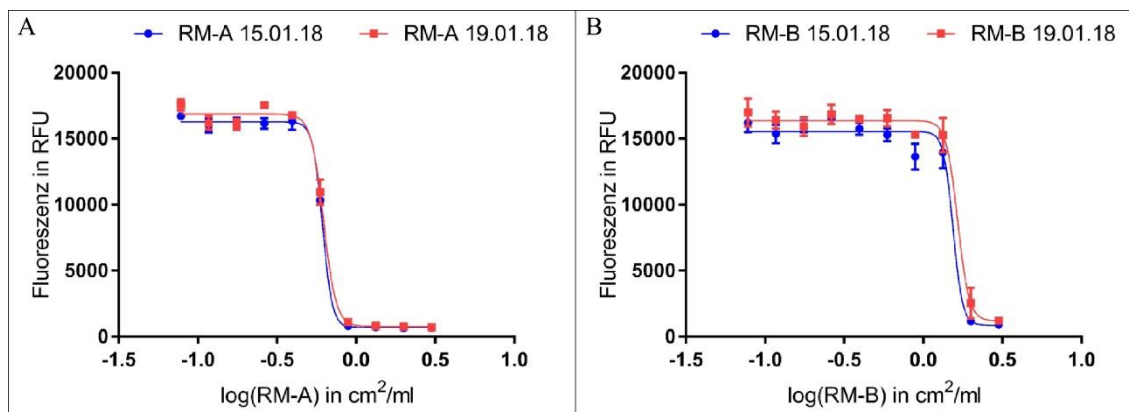 A
RM-A 15.01.18 RM-A 19.01.18
Fluoreszenz in RFU
20000
15000
10000
5000
0
-1.5 -1.0 -0.5 0.0 0.5 1.0
log(RM-A) in cm²/ml
B
RM-B 15.01.18 RM-B 19.01.18
Fluoreszenz in RFU
20000
15000
10000
5000
0
-1.5 -1.0 -0.5 0.0 0.5 1.0
log(RM-B) in cm²/ml